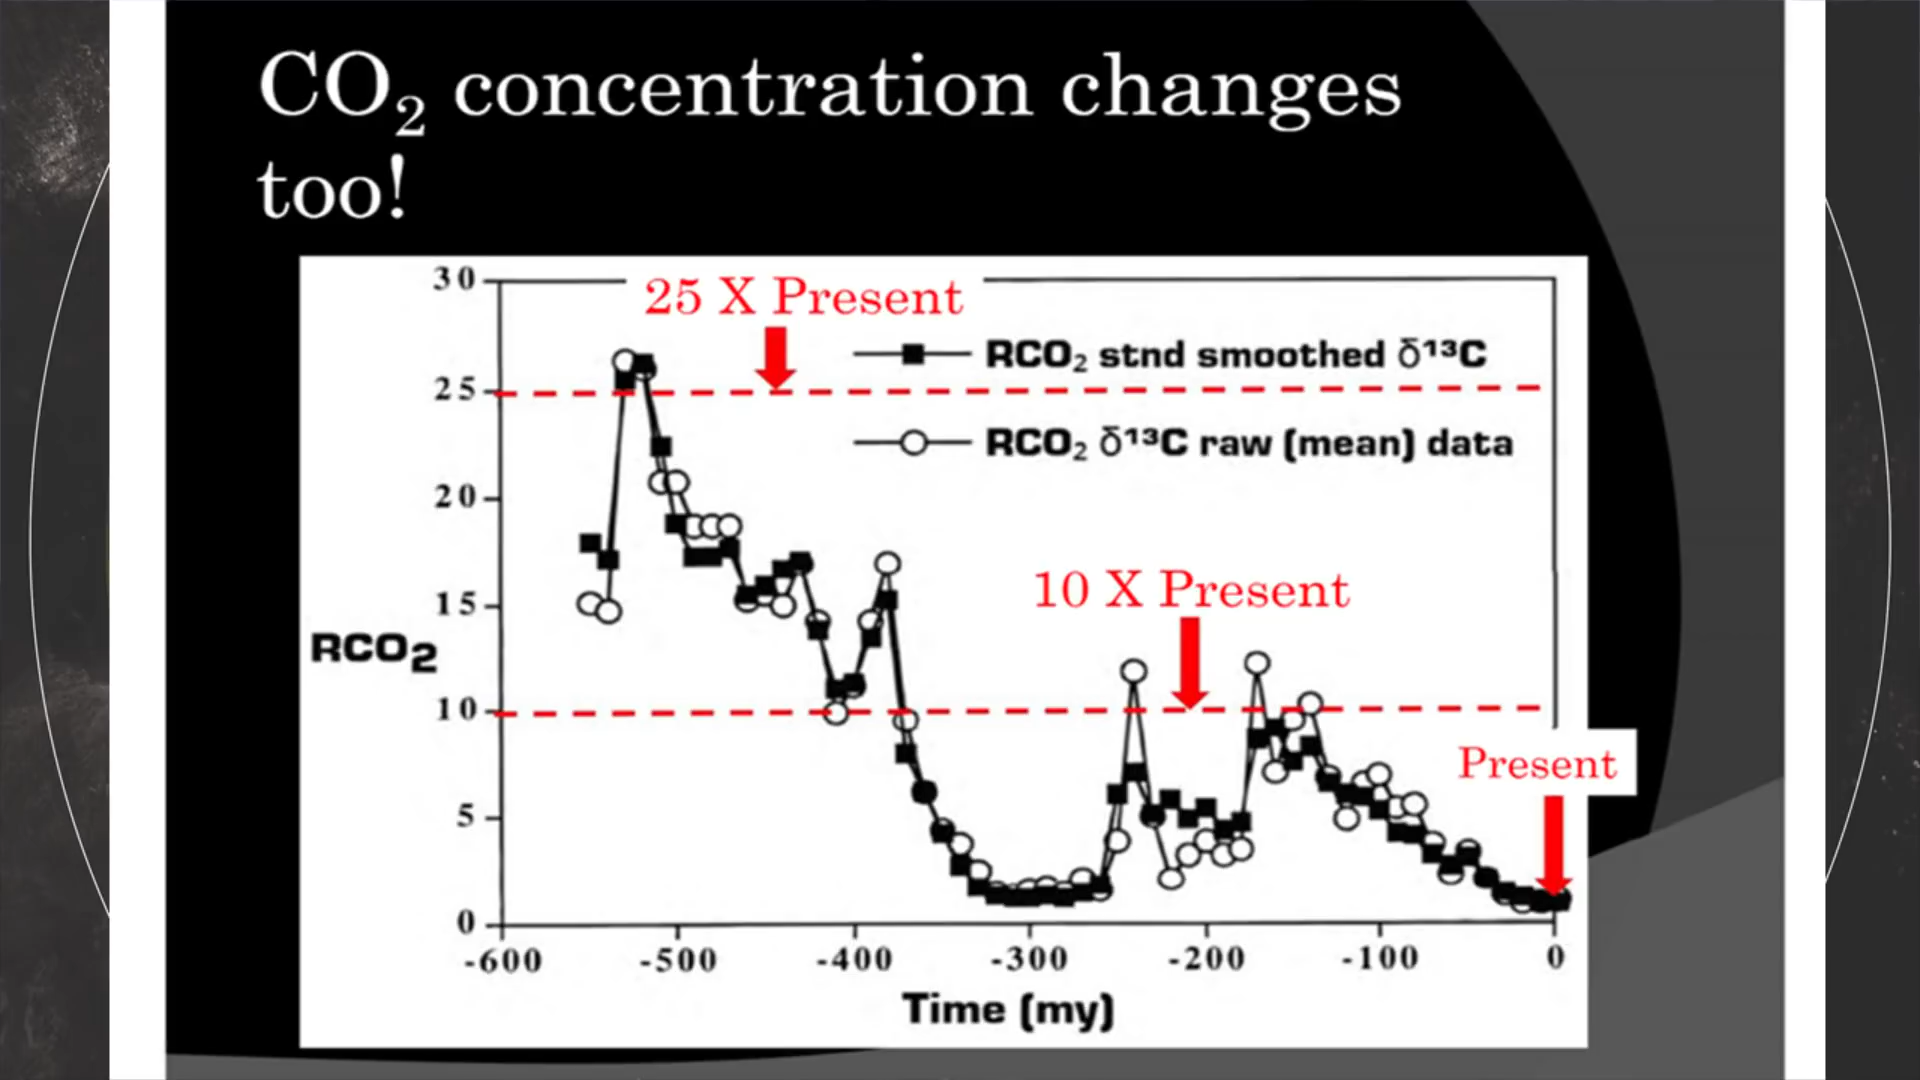 CO₂ concentration changes
too!
30
25 X Present
RCO₂ stnd smoothed δ¹³C
25
RCO₂ δ¹³C raw (mean) data
20
10 X Present
15
RCO₂
10
Present
5
0
-600 -500 -400 -300 -200 -100 0
Time (my)